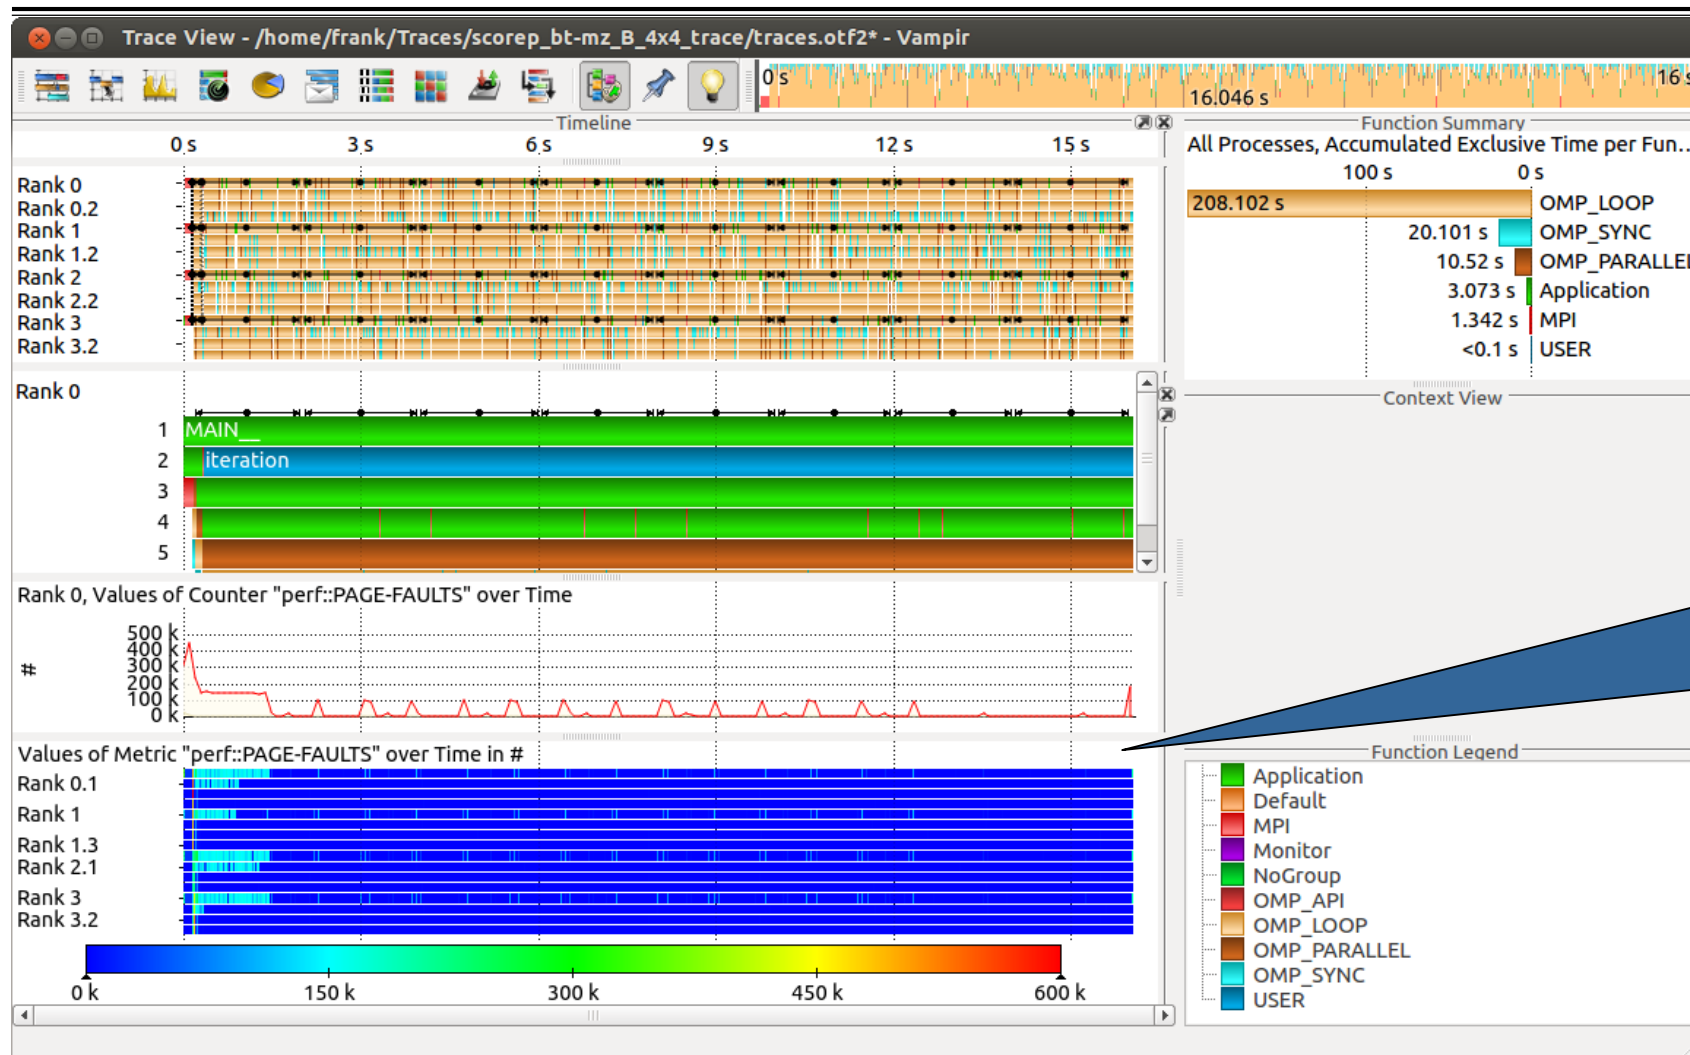 Trace View - /home/frank/Traces/scorep_bt-mz_B_4x4_trace/traces.otf2* - Vampir
0 s
16 s
16.046 s
Timeline
0 s 3 s 6 s 9 s 12 s 15 s
Rank 0
Rank 0.2
Rank 1
Rank 1.2
Rank 2
Rank 2.2
Rank 3
Rank 3.2
Rank 0
1 MAIN__
2 iteration
3
4
5
Rank 0, Values of Counter "perf::PAGE-FAULTS" over Time
500 k
400 k
300 k
200 k
100 k
0 k
#
Values of Metric "perf::PAGE-FAULTS" over Time in #
Rank 0.1
Rank 1
Rank 1.3
Rank 2.1
Rank 3
Rank 3.2
0 k 150 k 300 k 450 k 600 k
Function Summary
All Processes, Accumulated Exclusive Time per Fun...
100 s 0 s
208.102 s OMP_LOOP
20.101 s OMP_SYNC
10.52 s OMP_PARALLEL
3.073 s Application
1.342 s MPI
<0.1 s USER
Context View
Function Legend
Application
Default
MPI
Monitor
NoGroup
OMP_API
OMP_LOOP
OMP_PARALLEL
OMP_SYNC
USER